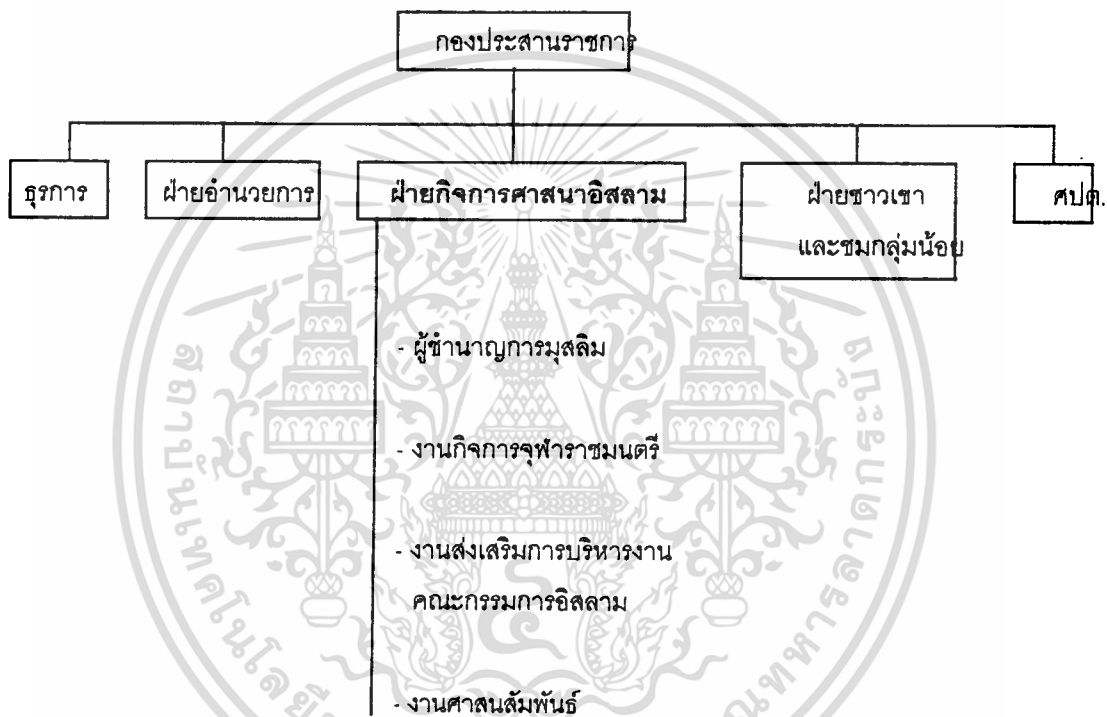 กองประสานราชการ
ธุรการ
ฝ่ายอำนวยการ
ฝ่ายกิจการศาสนาอิสลาม
ฝ่ายชาวเขา
และชมกลุ่มน้อย
ศปต.
- ผู้ชำนาญการมุสลิม
- งานกิจการจุฬาราชมนตรี
- งานส่งเสริมการบริหารงาน
คณะกรรมการอิสลาม
- งานศาสนสัมพันธ์